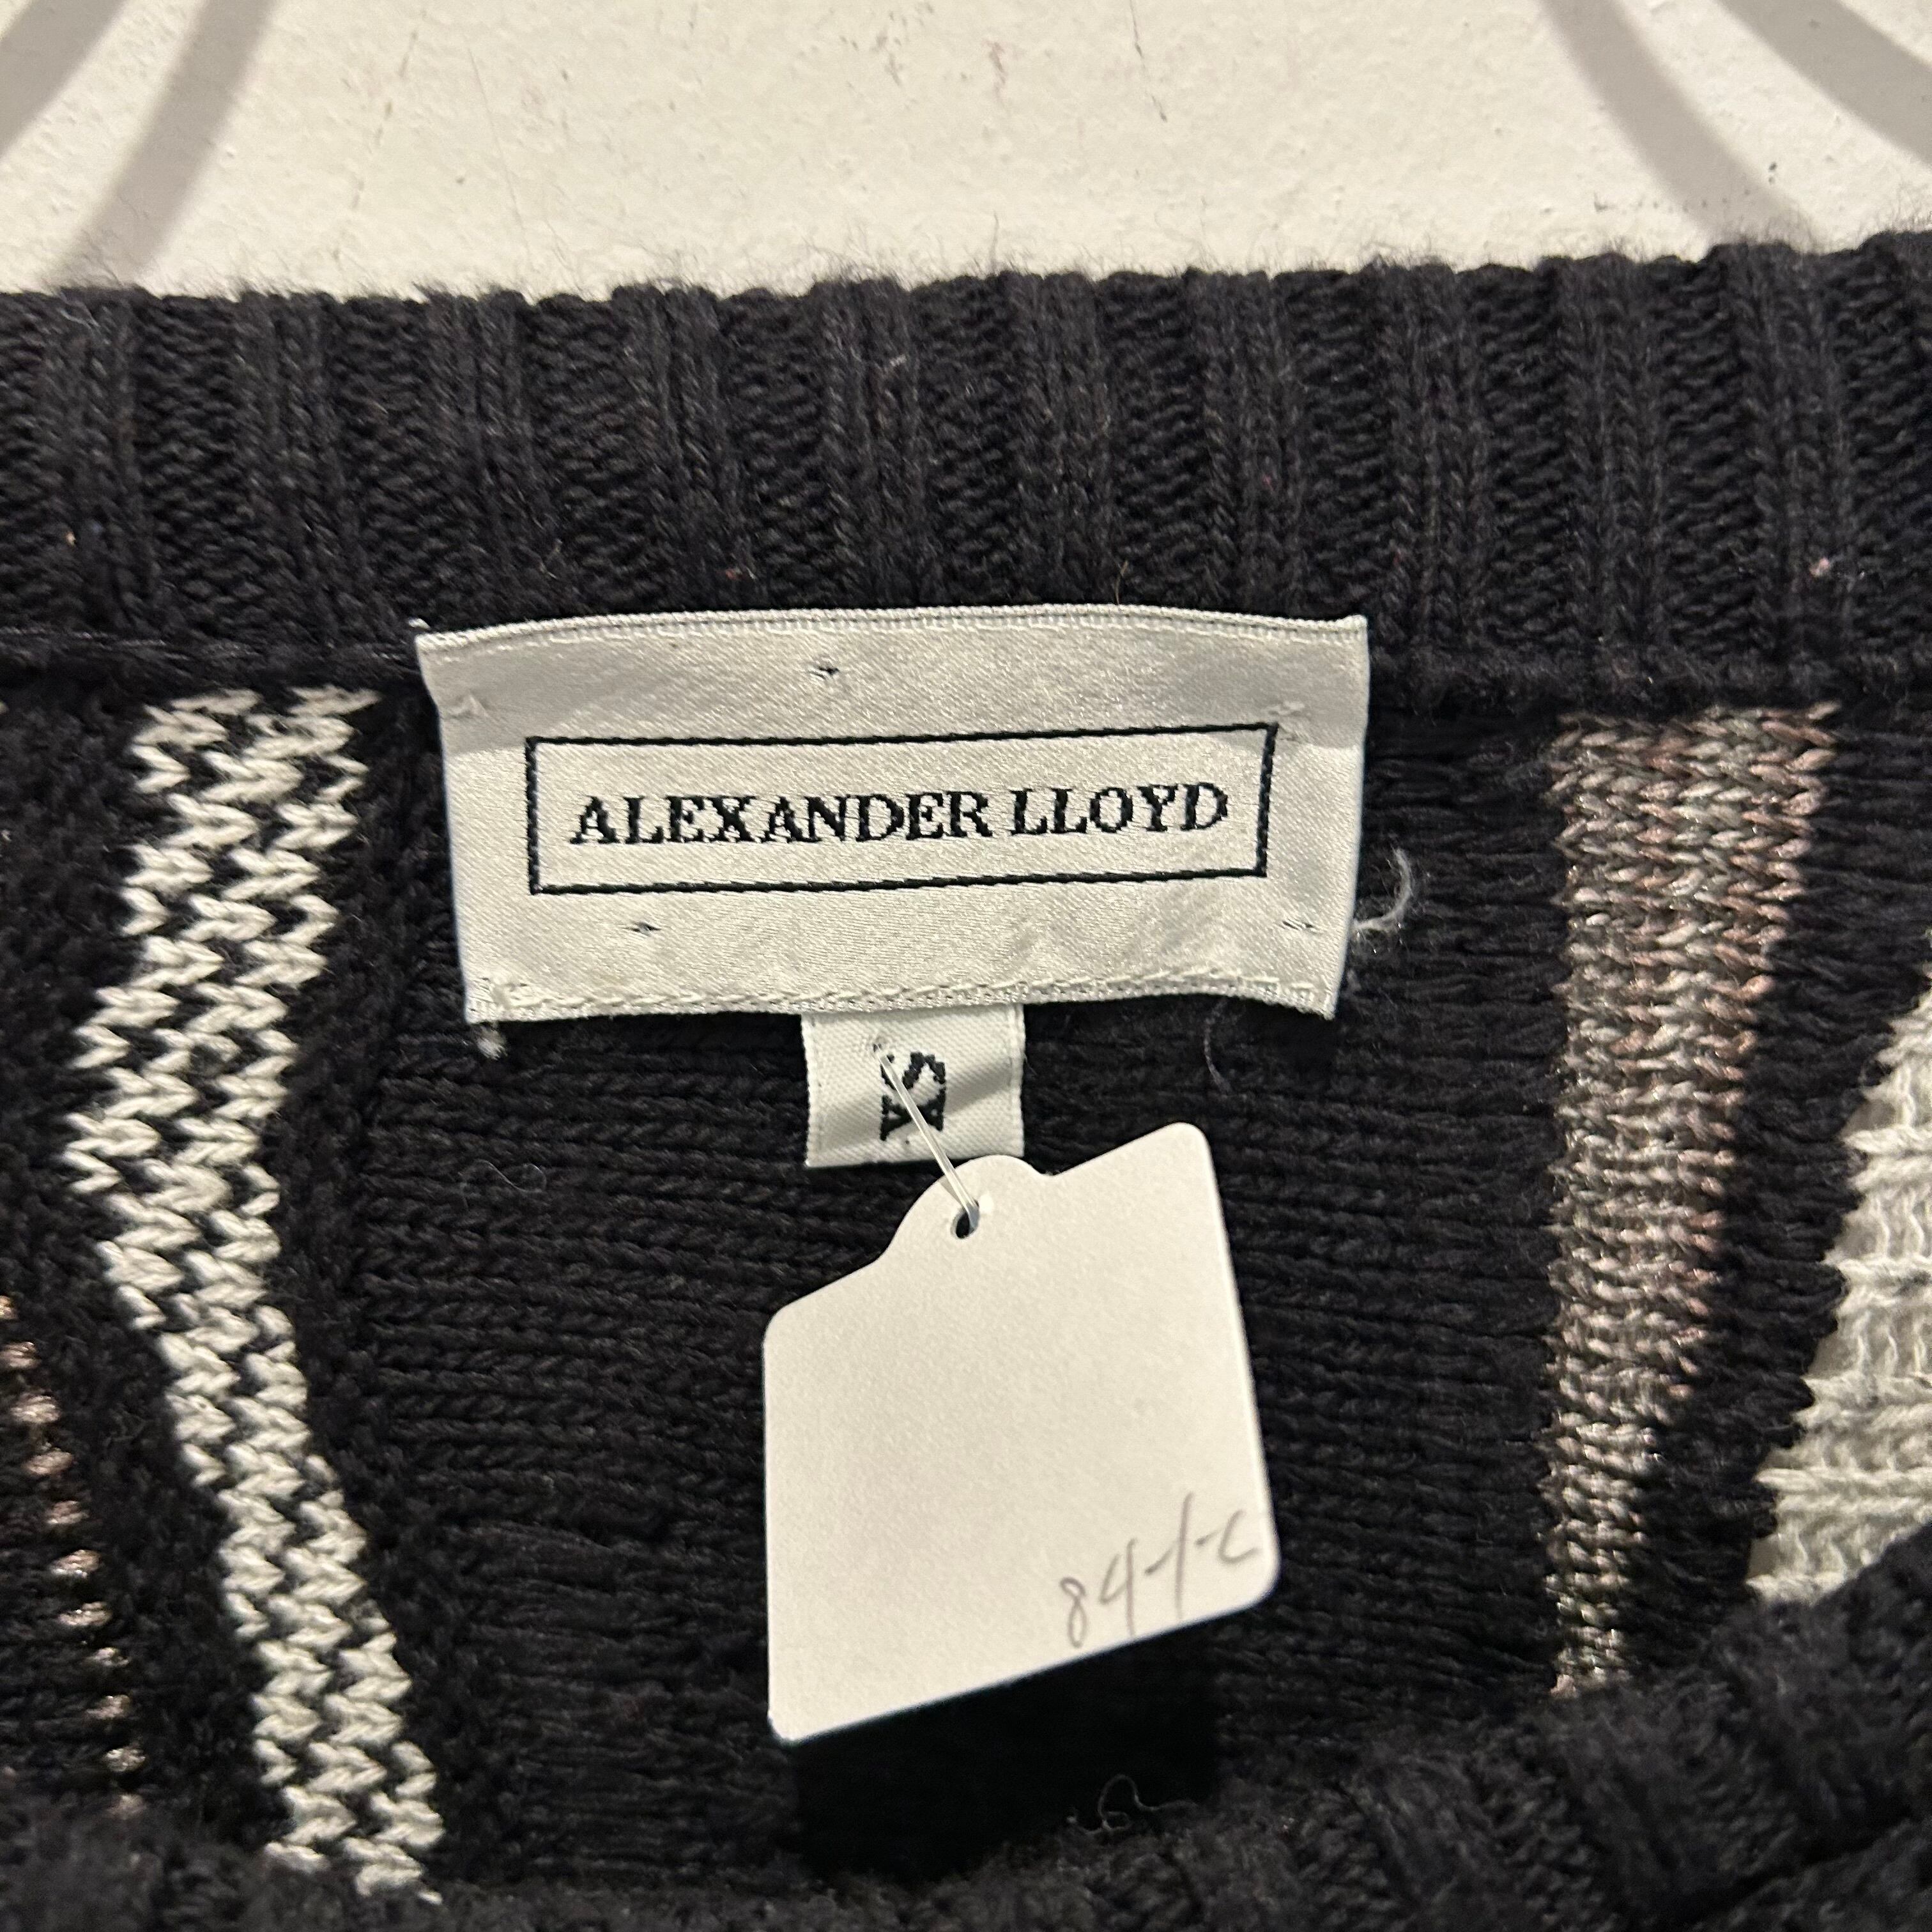 ALEXANDER LLOYD
XS
84-1-C